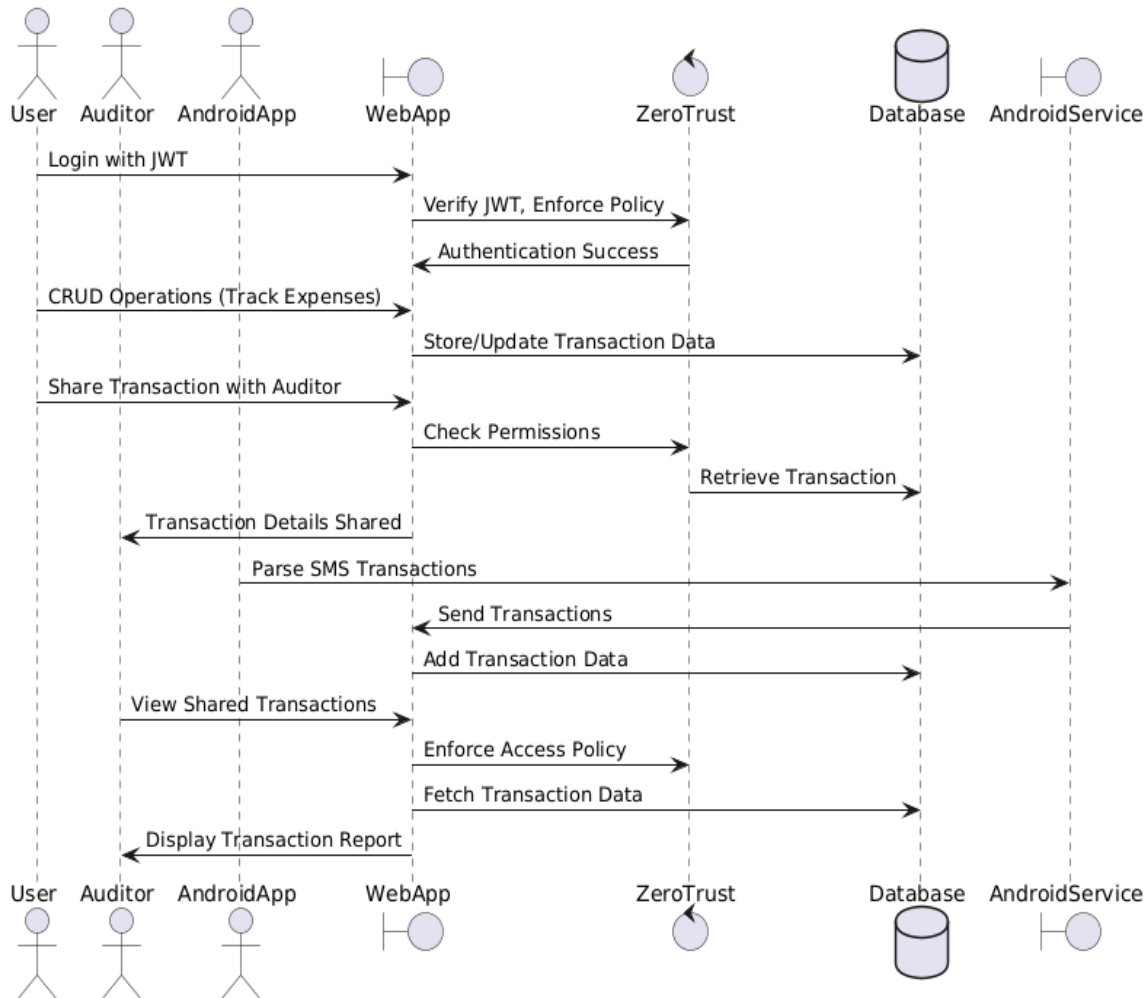 User Auditor AndroidApp WebApp ZeroTrust Database AndroidService
Login with JWT
Verify JWT, Enforce Policy
Authentication Success
CRUD Operations (Track Expenses)
Store/Update Transaction Data
Share Transaction with Auditor
Check Permissions
Retrieve Transaction
Transaction Details Shared
Parse SMS Transactions
Send Transactions
Add Transaction Data
View Shared Transactions
Enforce Access Policy
Fetch Transaction Data
Display Transaction Report
User Auditor AndroidApp WebApp ZeroTrust Database AndroidService